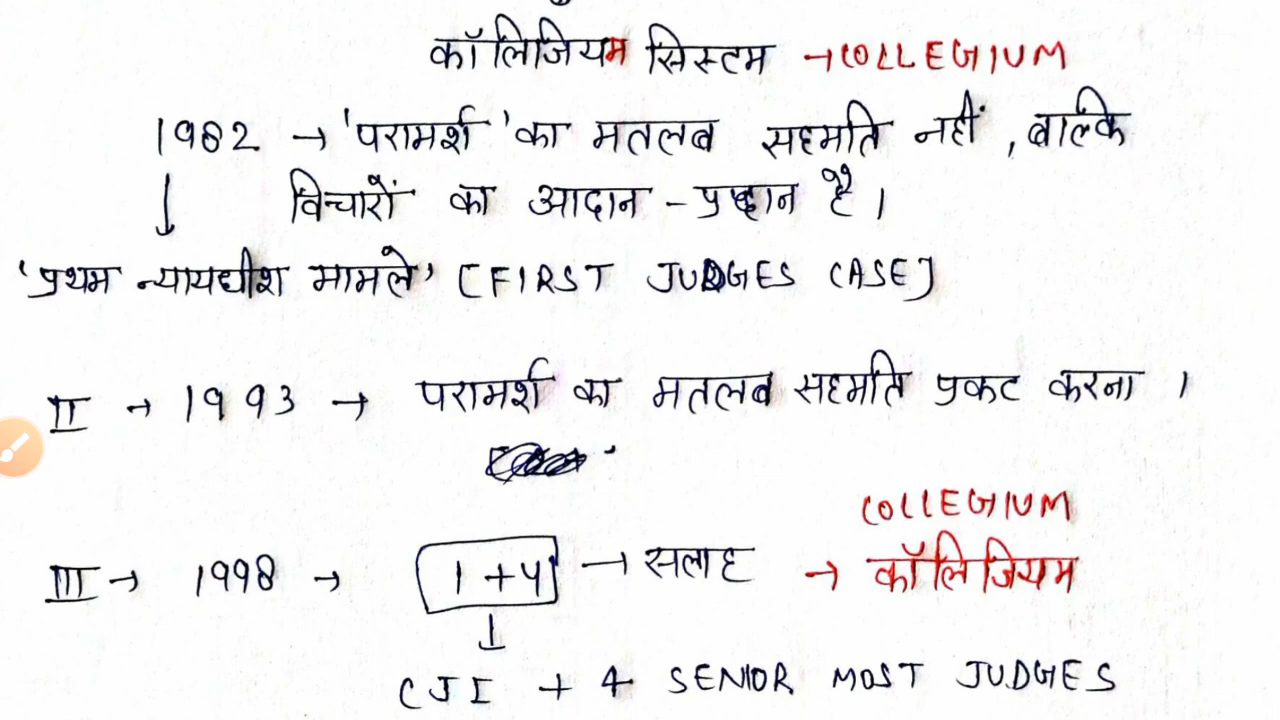 कॉलिजियम सिस्टम → COLLEGIUM
1982 → 'परामर्श' का मतलब सहमति नहीं, बल्कि
↓ विचारों का आदान - प्रदान है।
'प्रथम न्यायधीश मामले' [FIRST JUDGES CASE]
II → 1993 → परामर्श का मतलब सहमति प्रकट करना।
COLLEGIUM
III → 1998 → 1 + 4 → सलाह → कॉलिजियम
↓
CJI + 4 SENIOR MOST JUDGES